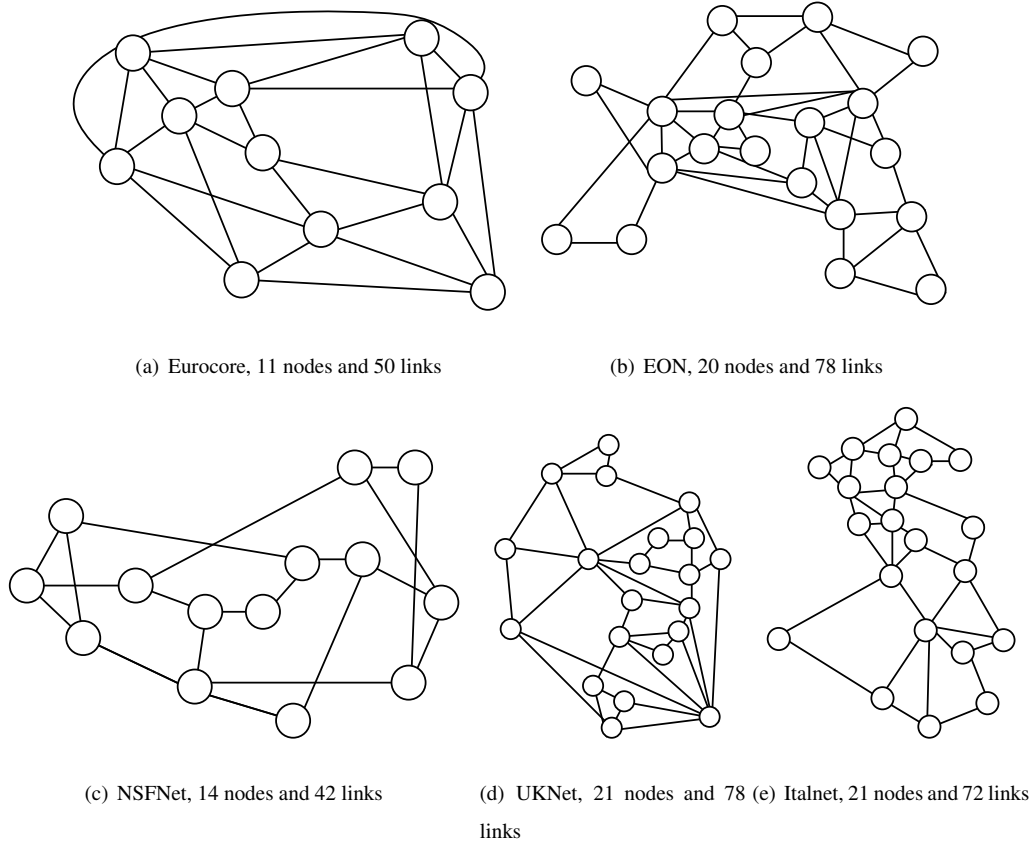 (a) Eurocore, 11 nodes and 50 links
(b) EON, 20 nodes and 78 links
(c) NSFNet, 14 nodes and 42 links
(d) UKNet, 21 nodes and 78
links
(e) Italnet, 21 nodes and 72 links